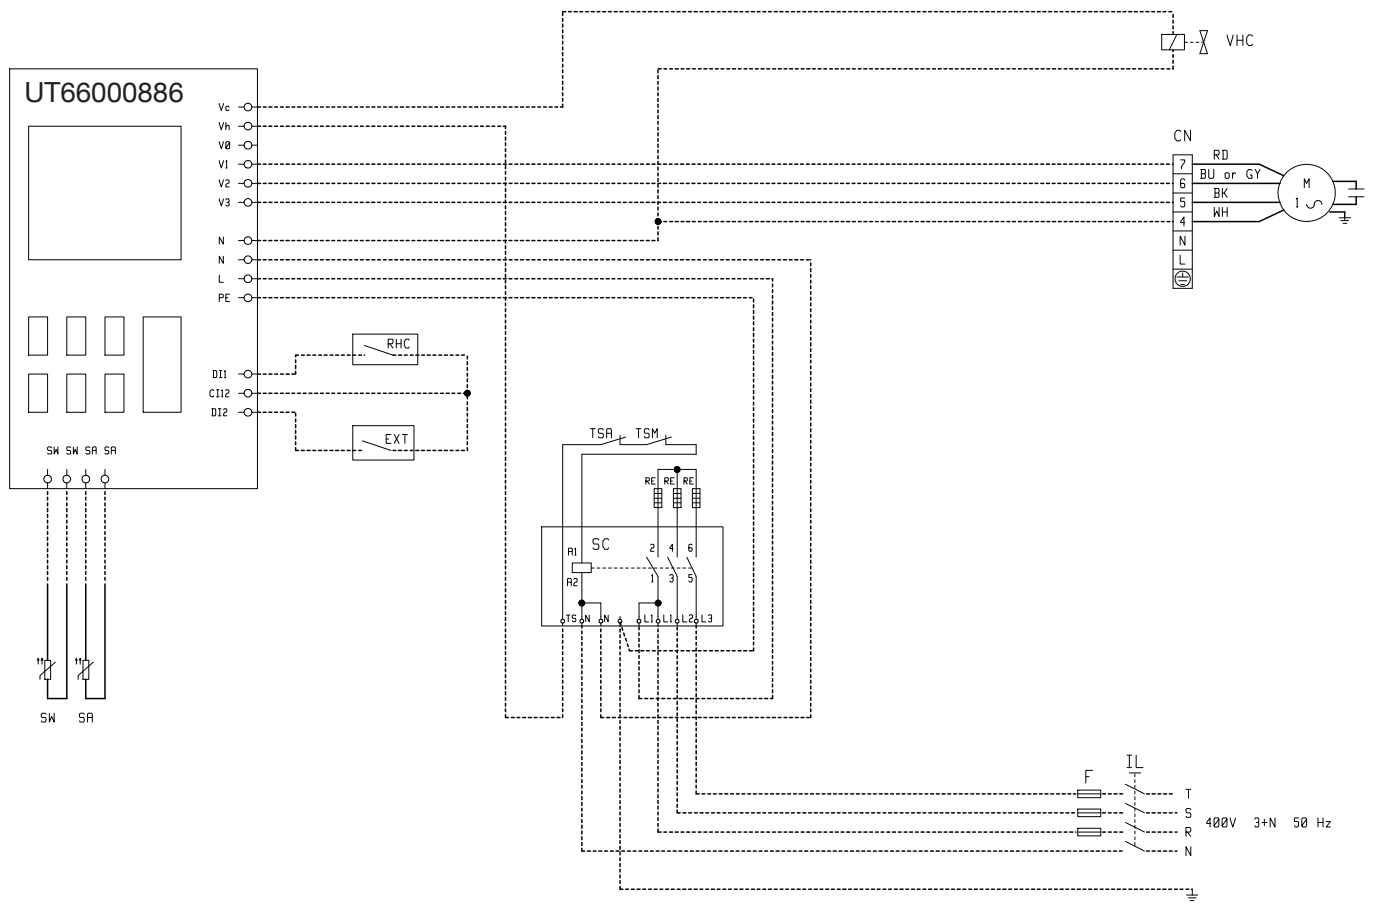 VHC
UT66000886
Vc
Vh
VØ
V1
V2
V3
N
N
L
PE
CN
7 RD
6 BU or GY
5 BK
4 WH
N
L
M
1
DI1
CI12
DI2
RHC
EXT
SW SW SA SA
TSA TSM
RE RE RE
SC
A1
A2
2 4 6
1 3 5
TS N N L1 L1 L2 L3
SW SA
F IL
T
S
R
N
400V 3+N 50 Hz